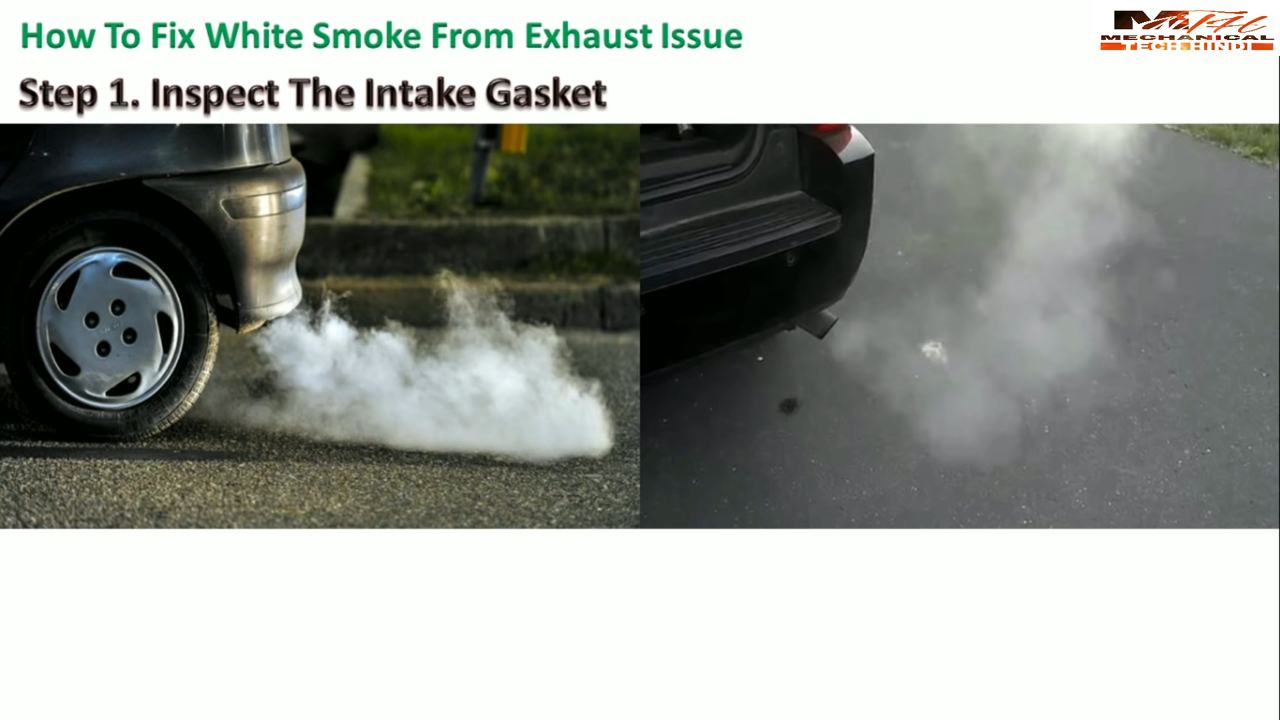 How To Fix White Smoke From Exhaust Issue
Step 1. Inspect The Intake Gasket
MECHANICAL
TECH HINDI